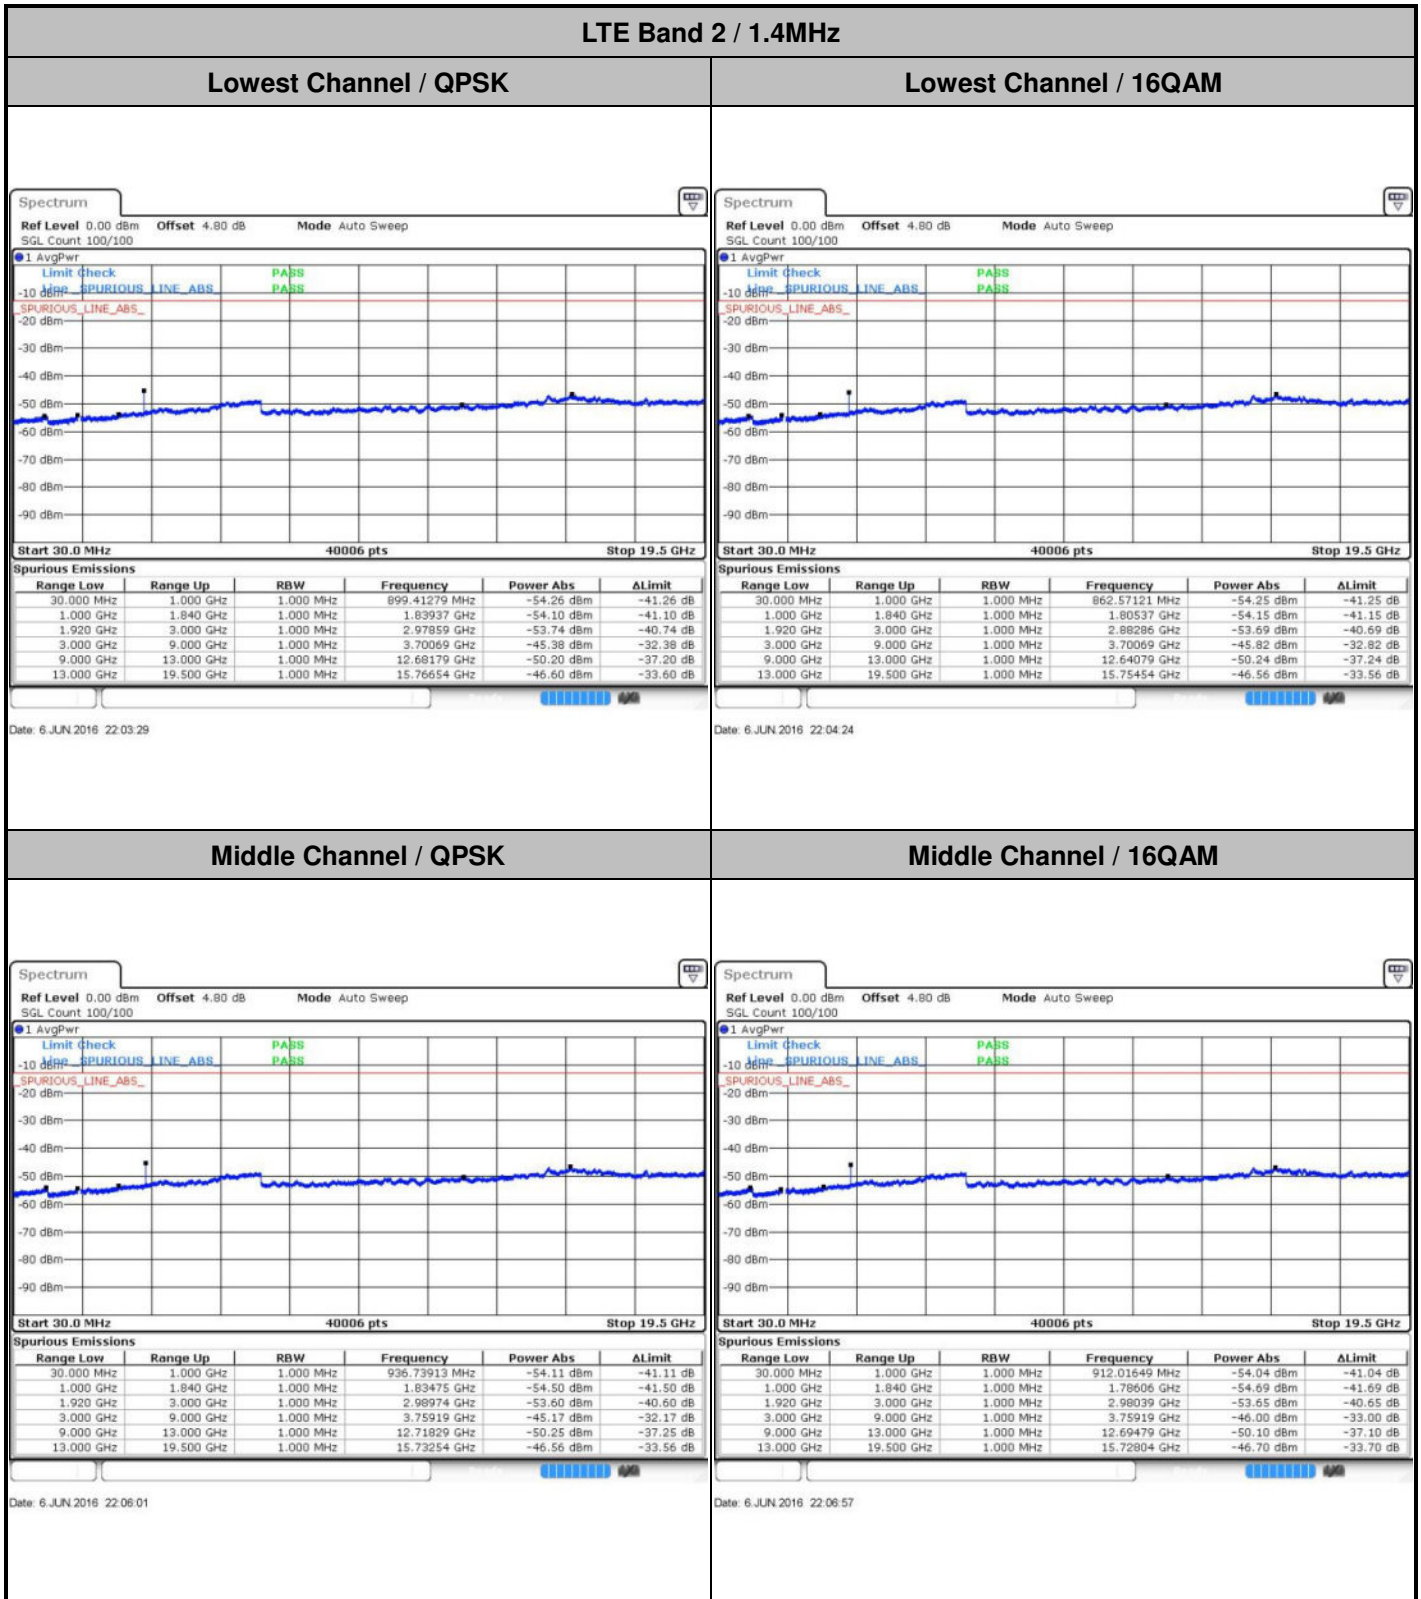 LTE Band 2 / 1.4MHz
Lowest Channel / QPSK
Lowest Channel / 16QAM
Spectrum
Ref Level 0.00 dBm Offset 4.80 dB Mode Auto Sweep
SGL Count 100/100
1 AvgPwr
Limit Check PASS
Line _SPURIOUS_LINE_ABS_ PASS
-10 dBm
_SPURIOUS_LINE_ABS_
-20 dBm
-30 dBm
-40 dBm
-50 dBm
-60 dBm
-70 dBm
-80 dBm
-90 dBm
Start 30.0 MHz 40006 pts Stop 19.5 GHz
Spurious Emissions
Range Low Range Up RBW Frequency Power Abs ΔLimit
30.000 MHz 1.000 GHz 1.000 MHz 899.41279 MHz -54.26 dBm -41.26 dB
1.000 GHz 1.840 GHz 1.000 MHz 1.83937 GHz -54.10 dBm -41.10 dB
1.920 GHz 3.000 GHz 1.000 MHz 2.97859 GHz -53.74 dBm -40.74 dB
3.000 GHz 9.000 GHz 1.000 MHz 3.70069 GHz -45.38 dBm -32.38 dB
9.000 GHz 13.000 GHz 1.000 MHz 12.68179 GHz -50.20 dBm -37.20 dB
13.000 GHz 19.500 GHz 1.000 MHz 15.76654 GHz -46.60 dBm -33.60 dB
Date: 6.JUN.2016 22:03:29
Spectrum
Ref Level 0.00 dBm Offset 4.80 dB Mode Auto Sweep
SGL Count 100/100
1 AvgPwr
Limit Check PASS
Line _SPURIOUS_LINE_ABS_ PASS
-10 dBm
_SPURIOUS_LINE_ABS_
-20 dBm
-30 dBm
-40 dBm
-50 dBm
-60 dBm
-70 dBm
-80 dBm
-90 dBm
Start 30.0 MHz 40006 pts Stop 19.5 GHz
Spurious Emissions
Range Low Range Up RBW Frequency Power Abs ΔLimit
30.000 MHz 1.000 GHz 1.000 MHz 862.57121 MHz -54.25 dBm -41.25 dB
1.000 GHz 1.840 GHz 1.000 MHz 1.80537 GHz -54.15 dBm -41.15 dB
1.920 GHz 3.000 GHz 1.000 MHz 2.88286 GHz -53.69 dBm -40.69 dB
3.000 GHz 9.000 GHz 1.000 MHz 3.70069 GHz -45.82 dBm -32.82 dB
9.000 GHz 13.000 GHz 1.000 MHz 12.64079 GHz -50.24 dBm -37.24 dB
13.000 GHz 19.500 GHz 1.000 MHz 15.75454 GHz -46.56 dBm -33.56 dB
Date: 6.JUN.2016 22:04:24
Middle Channel / QPSK
Middle Channel / 16QAM
Spectrum
Ref Level 0.00 dBm Offset 4.80 dB Mode Auto Sweep
SGL Count 100/100
1 AvgPwr
Limit Check PASS
Line _SPURIOUS_LINE_ABS_ PASS
-10 dBm
_SPURIOUS_LINE_ABS_
-20 dBm
-30 dBm
-40 dBm
-50 dBm
-60 dBm
-70 dBm
-80 dBm
-90 dBm
Start 30.0 MHz 40006 pts Stop 19.5 GHz
Spurious Emissions
Range Low Range Up RBW Frequency Power Abs ΔLimit
30.000 MHz 1.000 GHz 1.000 MHz 936.73913 MHz -54.11 dBm -41.11 dB
1.000 GHz 1.840 GHz 1.000 MHz 1.83475 GHz -54.50 dBm -41.50 dB
1.920 GHz 3.000 GHz 1.000 MHz 2.98974 GHz -53.60 dBm -40.60 dB
3.000 GHz 9.000 GHz 1.000 MHz 3.75919 GHz -45.17 dBm -32.17 dB
9.000 GHz 13.000 GHz 1.000 MHz 12.71829 GHz -50.25 dBm -37.25 dB
13.000 GHz 19.500 GHz 1.000 MHz 15.73254 GHz -46.56 dBm -33.56 dB
Date: 6.JUN.2016 22:06:01
Spectrum
Ref Level 0.00 dBm Offset 4.80 dB Mode Auto Sweep
SGL Count 100/100
1 AvgPwr
Limit Check PASS
Line _SPURIOUS_LINE_ABS_ PASS
-10 dBm
_SPURIOUS_LINE_ABS_
-20 dBm
-30 dBm
-40 dBm
-50 dBm
-60 dBm
-70 dBm
-80 dBm
-90 dBm
Start 30.0 MHz 40006 pts Stop 19.5 GHz
Spurious Emissions
Range Low Range Up RBW Frequency Power Abs ΔLimit
30.000 MHz 1.000 GHz 1.000 MHz 912.01649 MHz -54.04 dBm -41.04 dB
1.000 GHz 1.840 GHz 1.000 MHz 1.78606 GHz -54.69 dBm -41.69 dB
1.920 GHz 3.000 GHz 1.000 MHz 2.98039 GHz -53.65 dBm -40.65 dB
3.000 GHz 9.000 GHz 1.000 MHz 3.75919 GHz -46.00 dBm -33.00 dB
9.000 GHz 13.000 GHz 1.000 MHz 12.69479 GHz -50.10 dBm -37.10 dB
13.000 GHz 19.500 GHz 1.000 MHz 15.72804 GHz -46.70 dBm -33.70 dB
Date: 6.JUN.2016 22:06:57